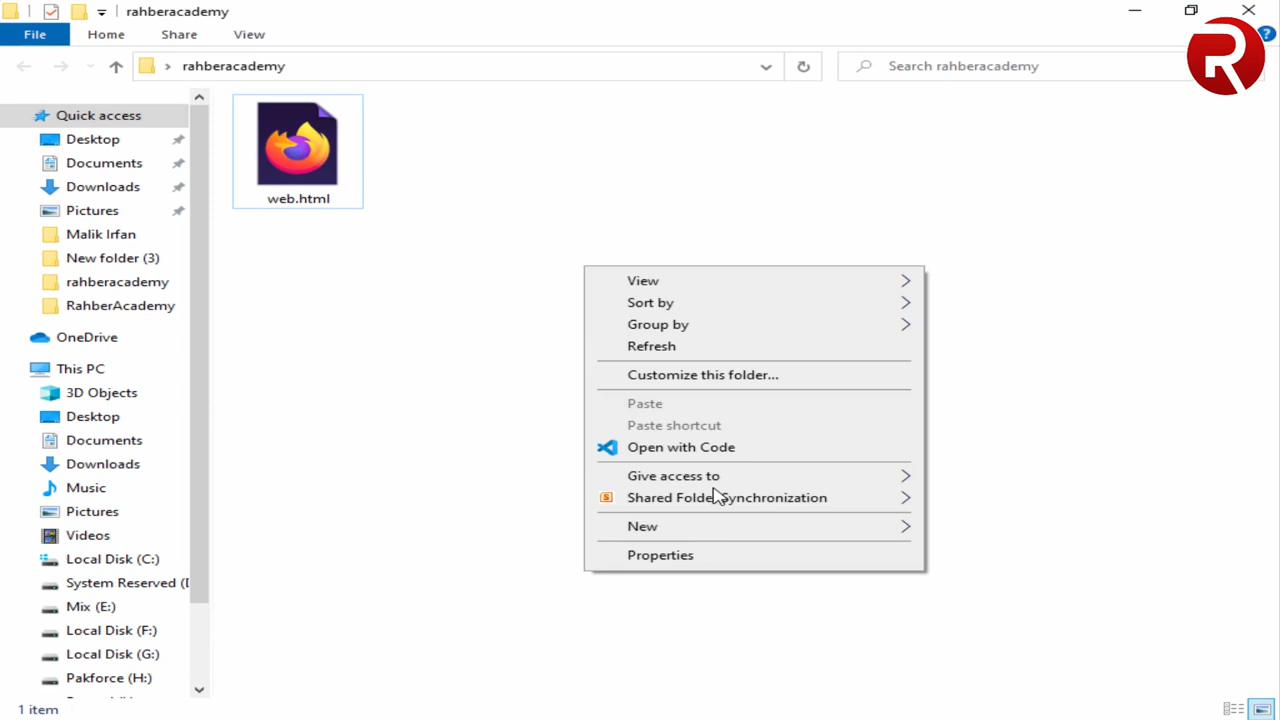 rahberacademy
File Home Share View
rahberacademy
Search rahberacademy
R
Quick access
Desktop
Documents
Downloads
Pictures
Malik Irfan
New folder (3)
rahberacademy
RahberAcademy
OneDrive
This PC
3D Objects
Desktop
Documents
Downloads
Music
Pictures
Videos
Local Disk (C:)
System Reserved (
Mix (E:)
Local Disk (F:)
Local Disk (G:)
Pakforce (H:)
1 item
web.html
View
Sort by
Group by
Refresh
Customize this folder...
Paste
Paste shortcut
Open with Code
Give access to
Shared Folder Synchronization
New
Properties